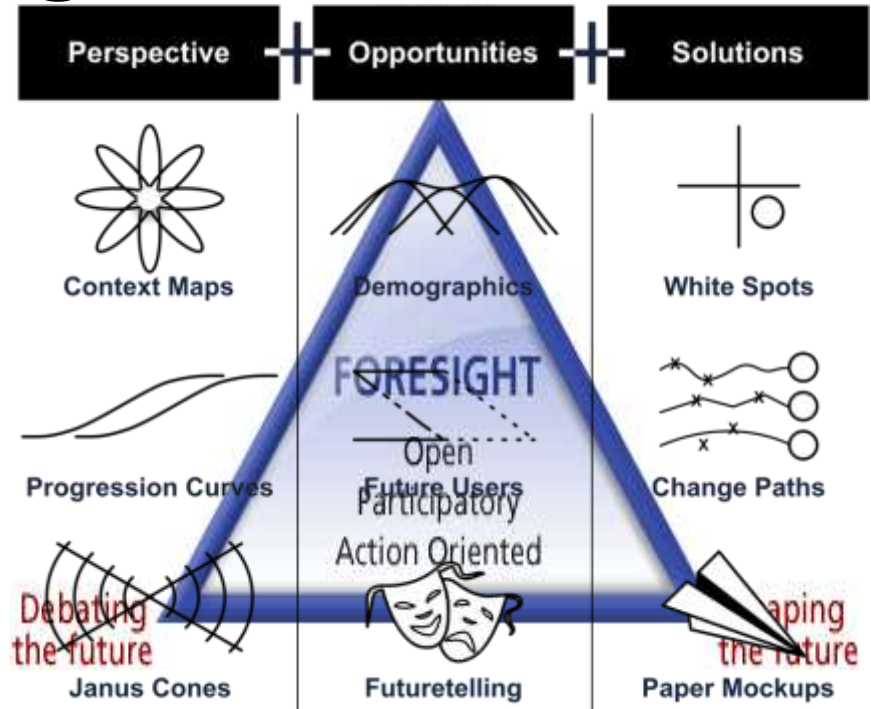 Perspective + Opportunities + Solutions
Context Maps
Demographics
White Spots
FORESIGHT
Open
Progression Curves
Future Users
Change Paths
Participatory
Action Oriented
Debating
the future
aping
the future
Janus Cones
Futuretelling
Paper Mockups